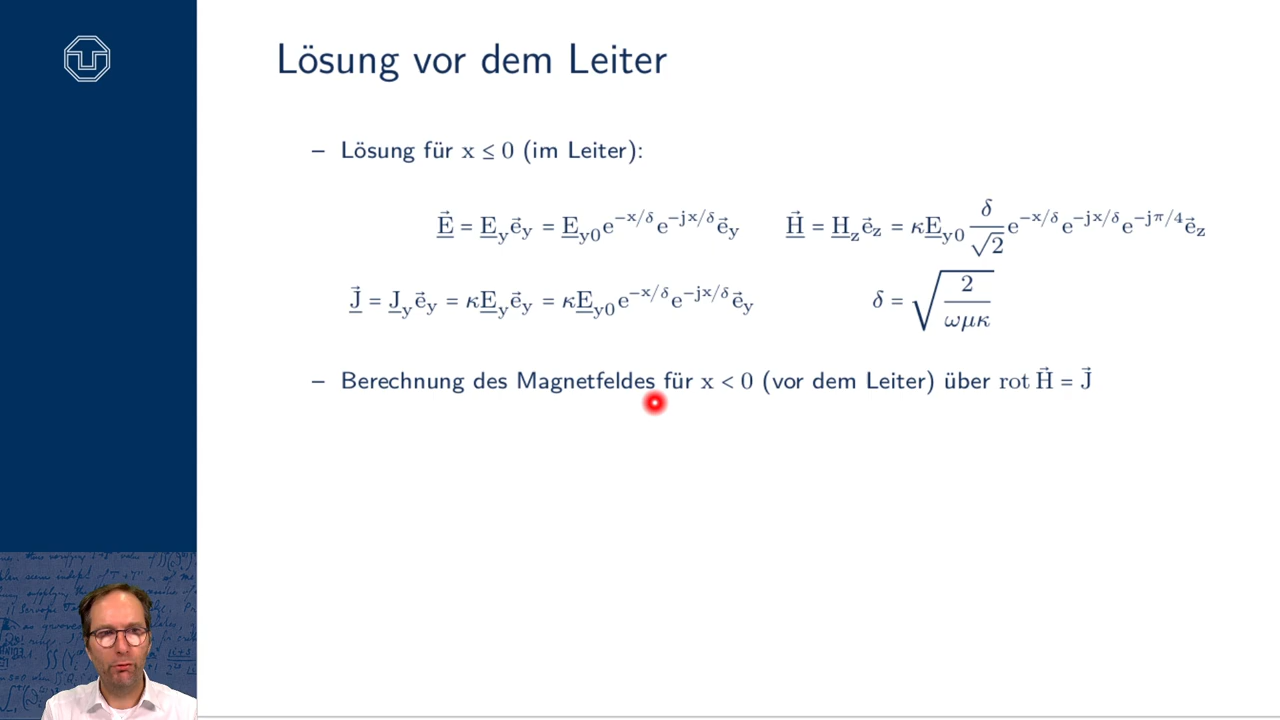 Lösung vor dem Leiter
– Lösung für x ≤ 0 (im Leiter):
E⃗ = E_y e⃗_y = E_y0 e^{−x/δ} e^{−jx/δ} e⃗_y   H⃗ = H_z e⃗_z = κE_y0 δ/√2 e^{−x/δ} e^{−jx/δ} e^{−jπ/4} e⃗_z
J⃗ = J_y e⃗_y = κE_y e⃗_y = κE_y0 e^{−x/δ} e^{−jx/δ} e⃗_y   δ = √(2/ωμκ)
– Berechnung des Magnetfeldes für x < 0 (vor dem Leiter) über rot H⃗ = J⃗